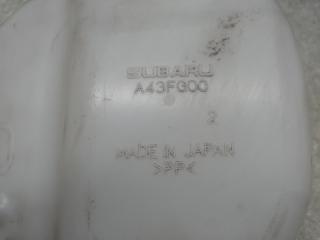 SUBARU
A43FG00
2
MADE IN JAPAN
>PP<